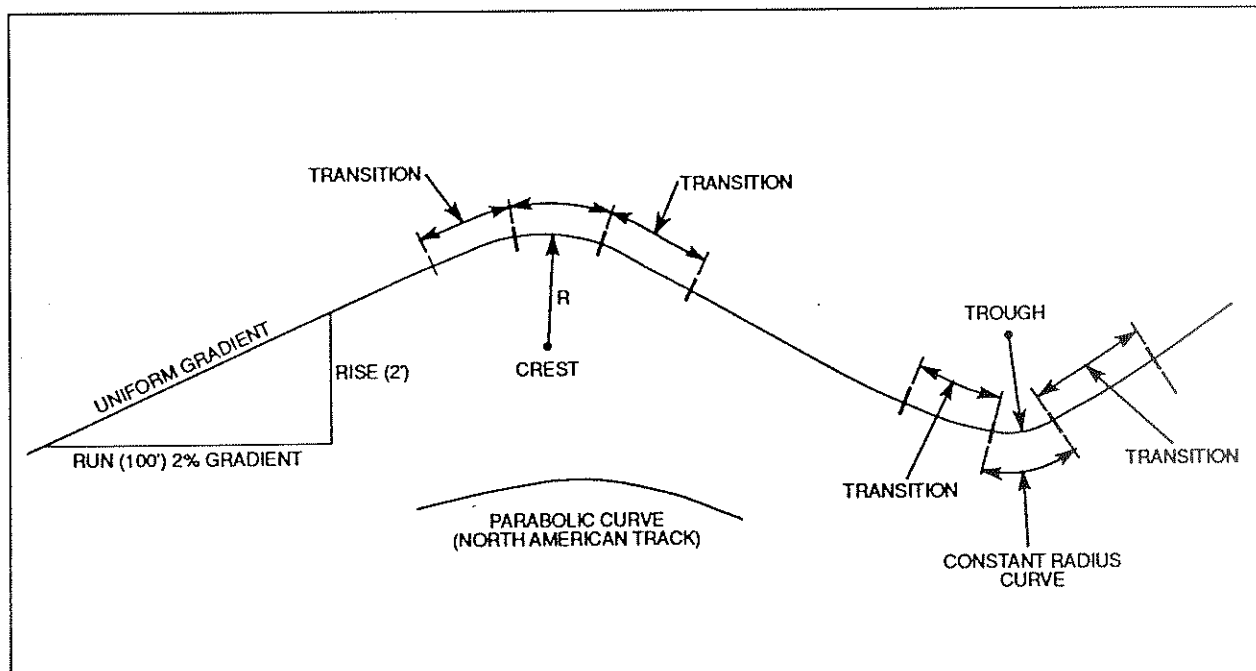 TRANSITION
TRANSITION
R
CREST
UNIFORM GRADIENT
RISE (2')
RUN (100') 2% GRADIENT
TROUGH
TRANSITION
TRANSITION
PARABOLIC CURVE
(NORTH AMERICAN TRACK)
CONSTANT RADIUS
CURVE